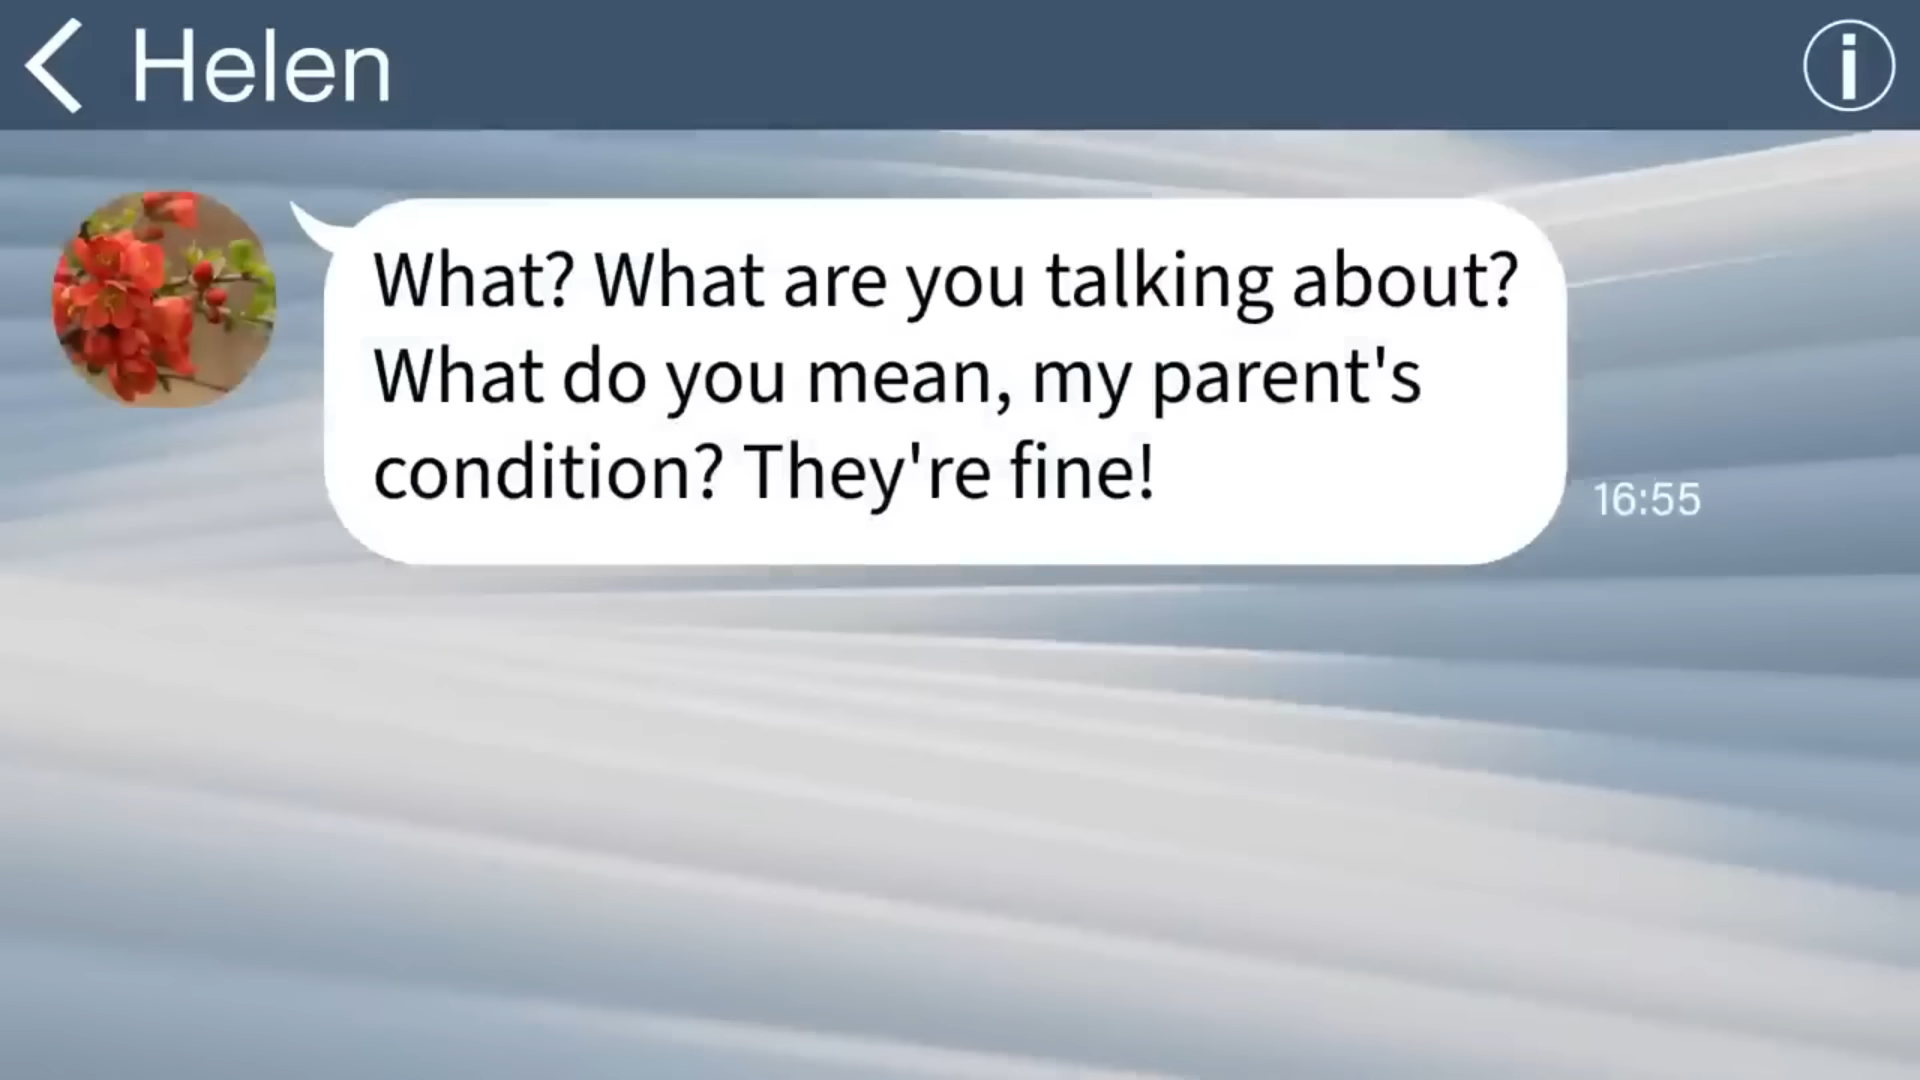 Helen
What? What are you talking about?
What do you mean, my parent's
condition? They're fine!
16:55